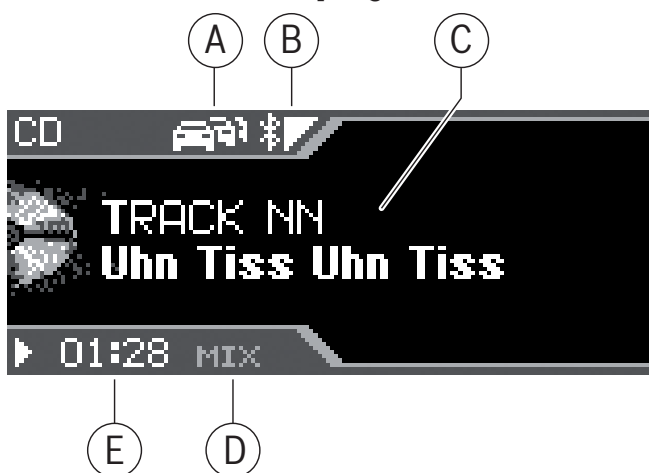 A B C
CD
TRACK NN
Uhn Tiss Uhn Tiss
01:28 MIX
E D